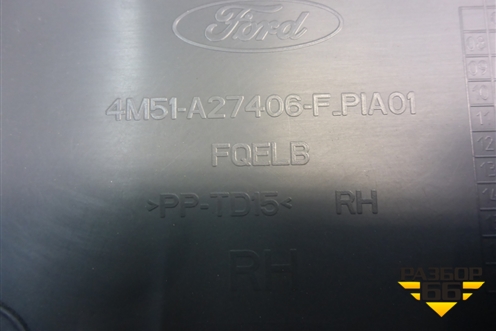 Ford
4M51-A27406-F_PIA01
FQELB
>PP-TD15< RH
RH
РАЗБОР
66